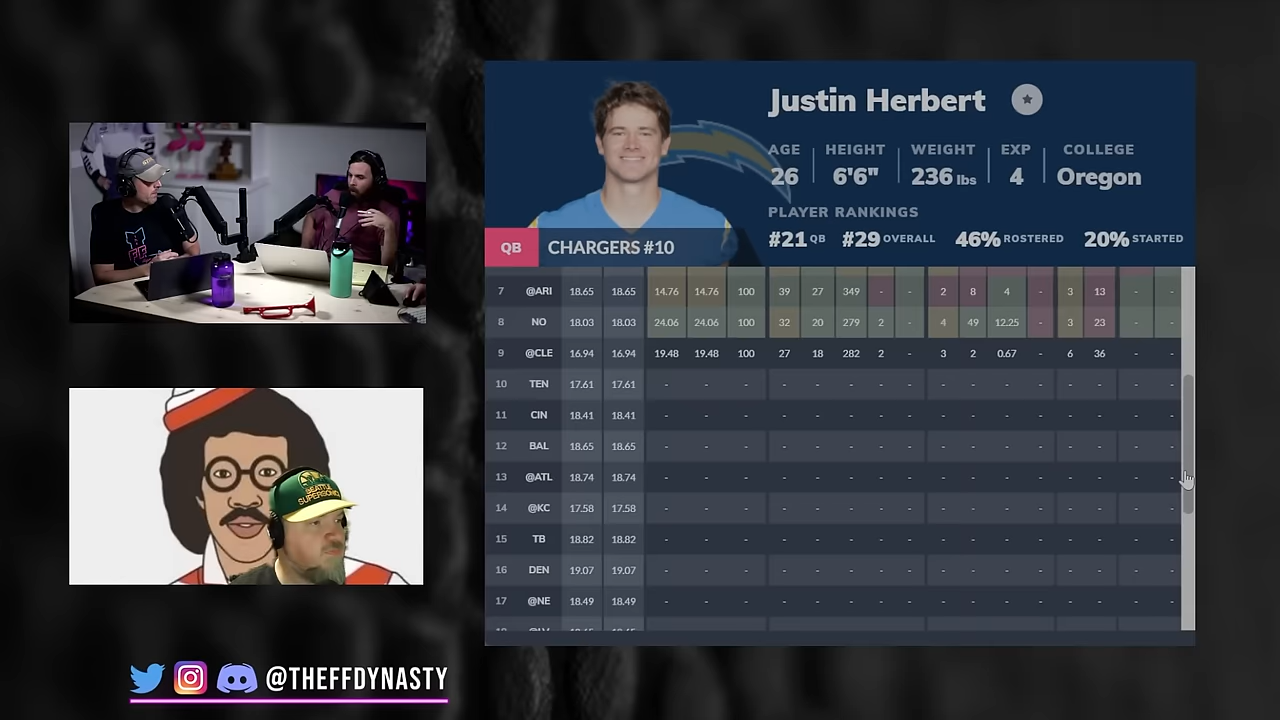 SEATTLE
SUPERSONICS
@THEFFDYNASTY
Justin Herbert
AGE HEIGHT WEIGHT EXP COLLEGE
26 6'6" 236 lbs 4 Oregon
PLAYER RANKINGS
#21 QB #29 OVERALL 46% ROSTERED 20% STARTED
QB CHARGERS #10
7 @ARI 18.65 18.65 14.76 14.76 100 39 27 349 - - 2 8 4 - 3 13 - -
8 NO 18.03 18.03 24.06 24.06 100 32 20 279 2 - 4 49 12.25 - 3 23 - -
9 @CLE 16.94 16.94 19.48 19.48 100 27 18 282 2 - 3 2 0.67 - 6 36 - -
10 TEN 17.61 17.61 - - - - - - - - - - - - - - - -
11 CIN 18.41 18.41 - - - - - - - - - - - - - - - -
12 BAL 18.65 18.65 - - - - - - - - - - - - - - - -
13 @ATL 18.74 18.74 - - - - - - - - - - - - - - - -
14 @KC 17.58 17.58 - - - - - - - - - - - - - - - -
15 TB 18.82 18.82 - - - - - - - - - - - - - - - -
16 DEN 19.07 19.07 - - - - - - - - - - - - - - - -
17 @NE 18.49 18.49 - - - - - - - - - - - - - - - -